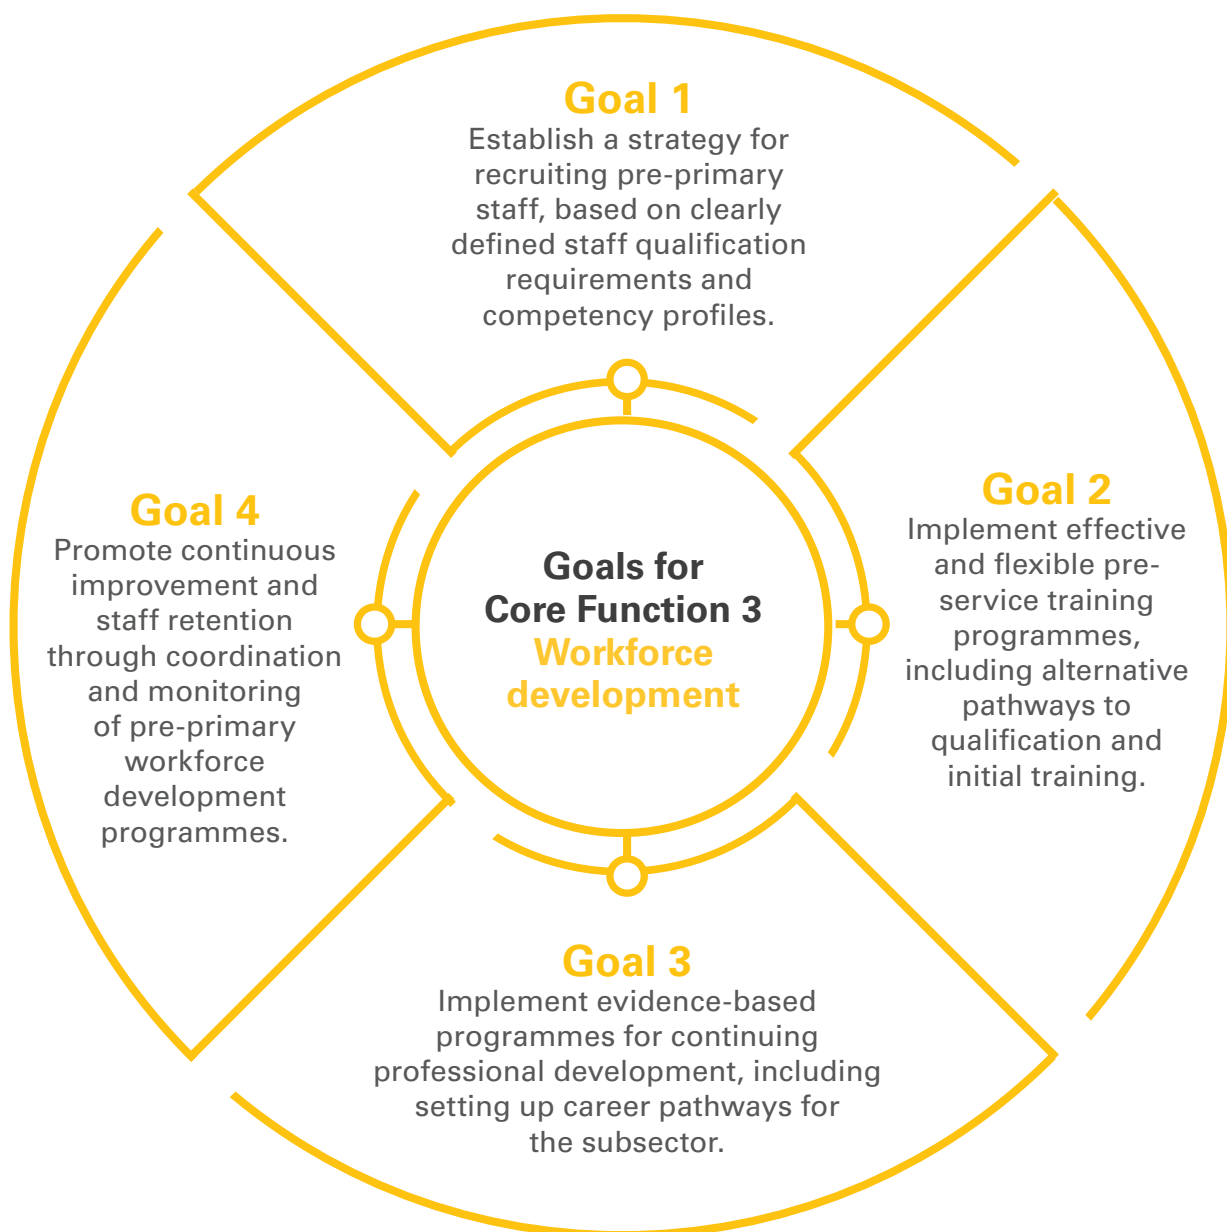 Goal 1
Establish a strategy for
recruiting pre-primary
staff, based on clearly
defined staff qualification
requirements and
competency profiles.
Goal 2
Implement effective
and flexible pre-
service training
programmes,
including alternative
pathways to
qualification and
initial training.
Goals for
Core Function 3
Workforce
development
Goal 4
Promote continuous
improvement and
staff retention
through coordination
and monitoring
of pre-primary
workforce
development
programmes.
Goal 3
Implement evidence-based
programmes for continuing
professional development, including
setting up career pathways for
the subsector.